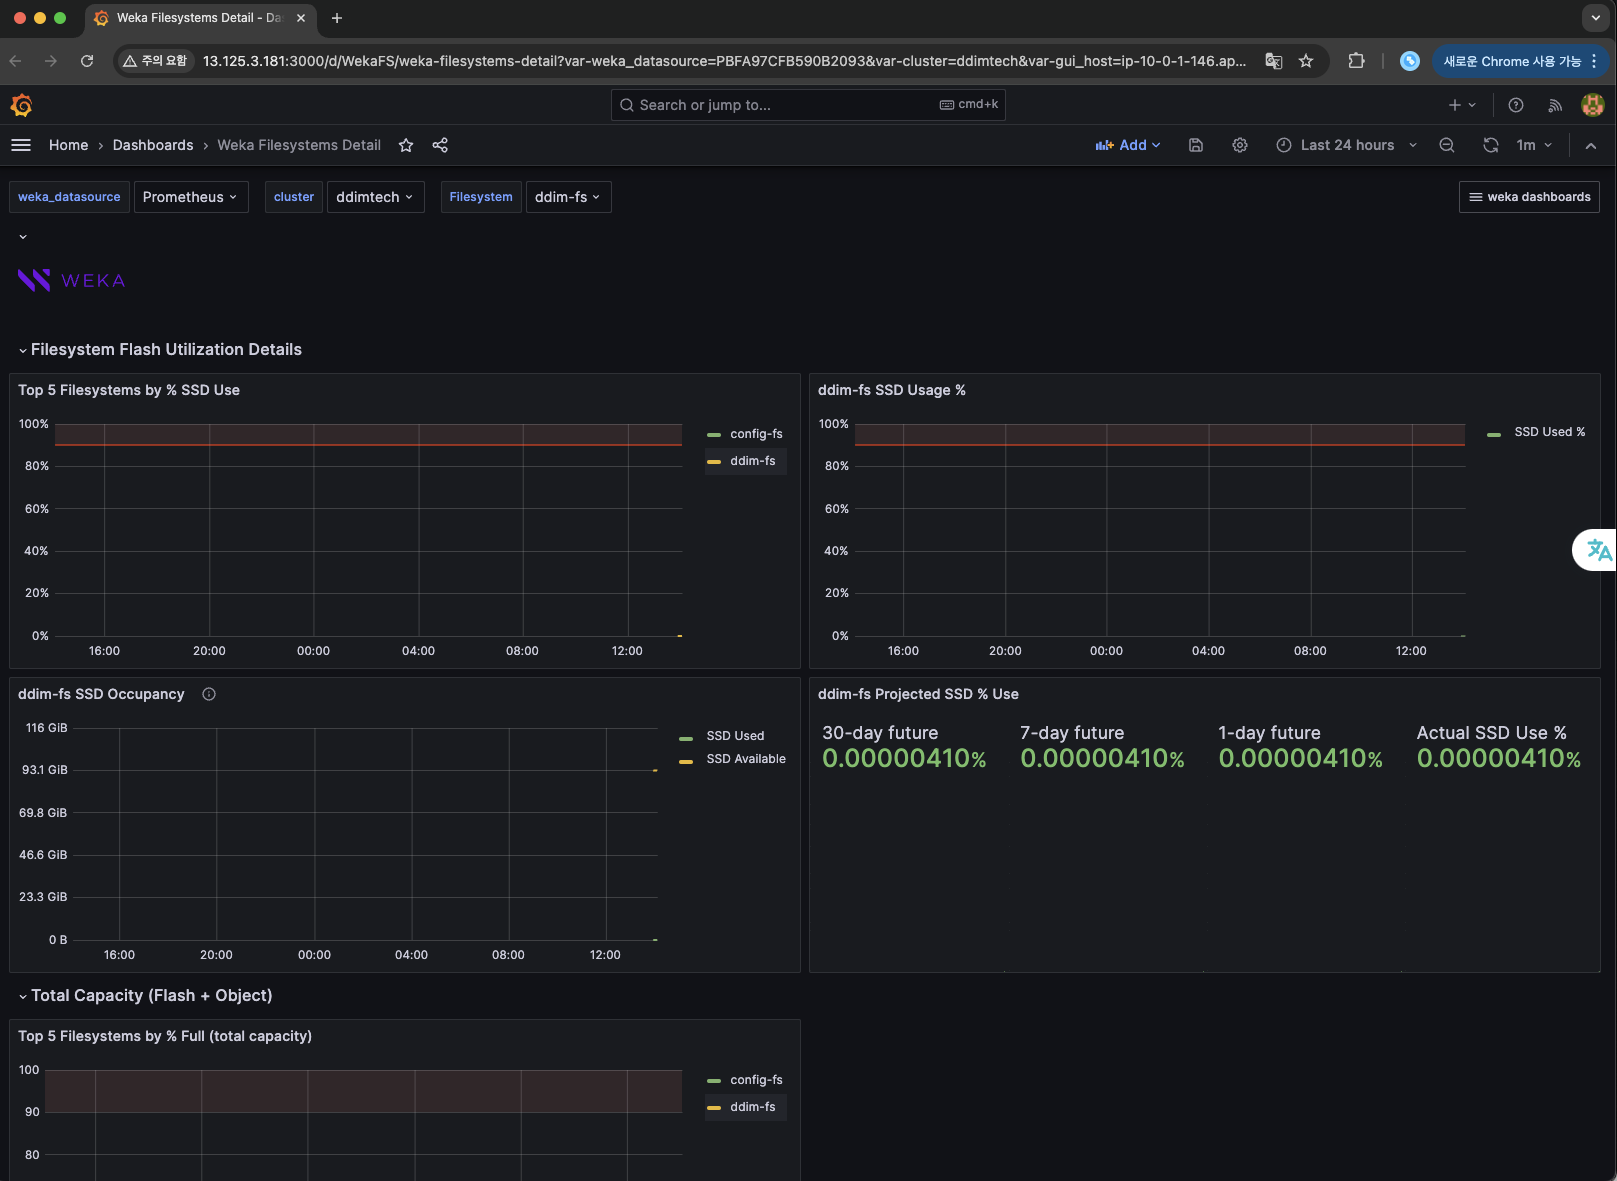 Weka Filesystems Detail - Da
주의 요함
13.125.3.181:3000/d/WekaFS/weka-filesystems-detail?var-weka_datasource=PBFA97CFB590B2093&var-cluster=ddimtech&var-gui_host=ip-10-0-1-146.ap...
새로운 Chrome 사용 가능
Search or jump to...
cmd+k
Home › Dashboards › Weka Filesystems Detail
Add
Last 24 hours
1m
weka_datasource
Prometheus
cluster
ddimtech
Filesystem
ddim-fs
weka dashboards
WEKA
Filesystem Flash Utilization Details
Top 5 Filesystems by % SSD Use
100%
80%
60%
40%
20%
0%
16:00 20:00 00:00 04:00 08:00 12:00
config-fs
ddim-fs
ddim-fs SSD Usage %
100%
80%
60%
40%
20%
0%
16:00 20:00 00:00 04:00 08:00 12:00
SSD Used %
ddim-fs SSD Occupancy
116 GiB
93.1 GiB
69.8 GiB
46.6 GiB
23.3 GiB
0 B
16:00 20:00 00:00 04:00 08:00 12:00
SSD Used
SSD Available
ddim-fs Projected SSD % Use
30-day future
0.00000410%
7-day future
0.00000410%
1-day future
0.00000410%
Actual SSD Use %
0.00000410%
Total Capacity (Flash + Object)
Top 5 Filesystems by % Full (total capacity)
100
90
80
config-fs
ddim-fs